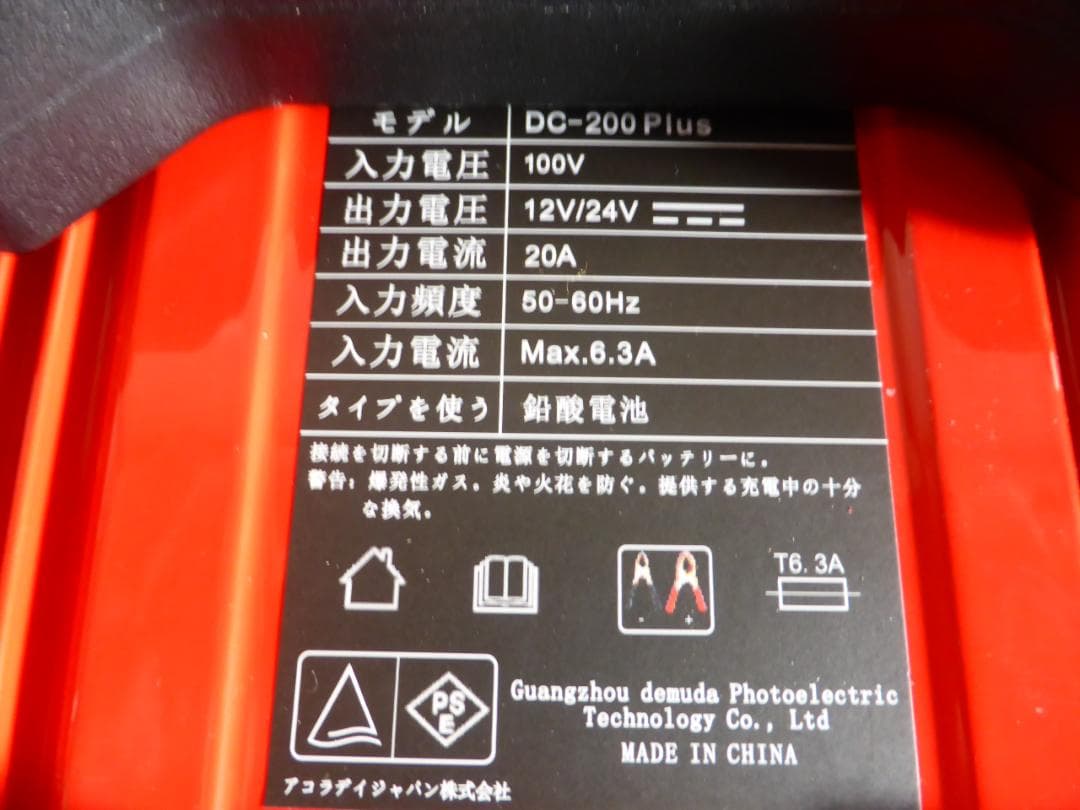 モデル DC-200 Plus
入力電圧 100V
出力電圧 12V/24V
出力電流 20A
入力頻度 50-60Hz
入力電流 Max.6.3A
タイプを使う 鉛酸電池
接続を切断する前に電源を切断するバッテリーに。
警告: 爆発性ガス。炎や火花を防ぐ。提供する充電中の十分
な換気。
T6.3A
- +
PSE
Guangzhou demuda Photoelectric
Technology Co., Ltd
MADE IN CHINA
アコラデイジャパン株式会社